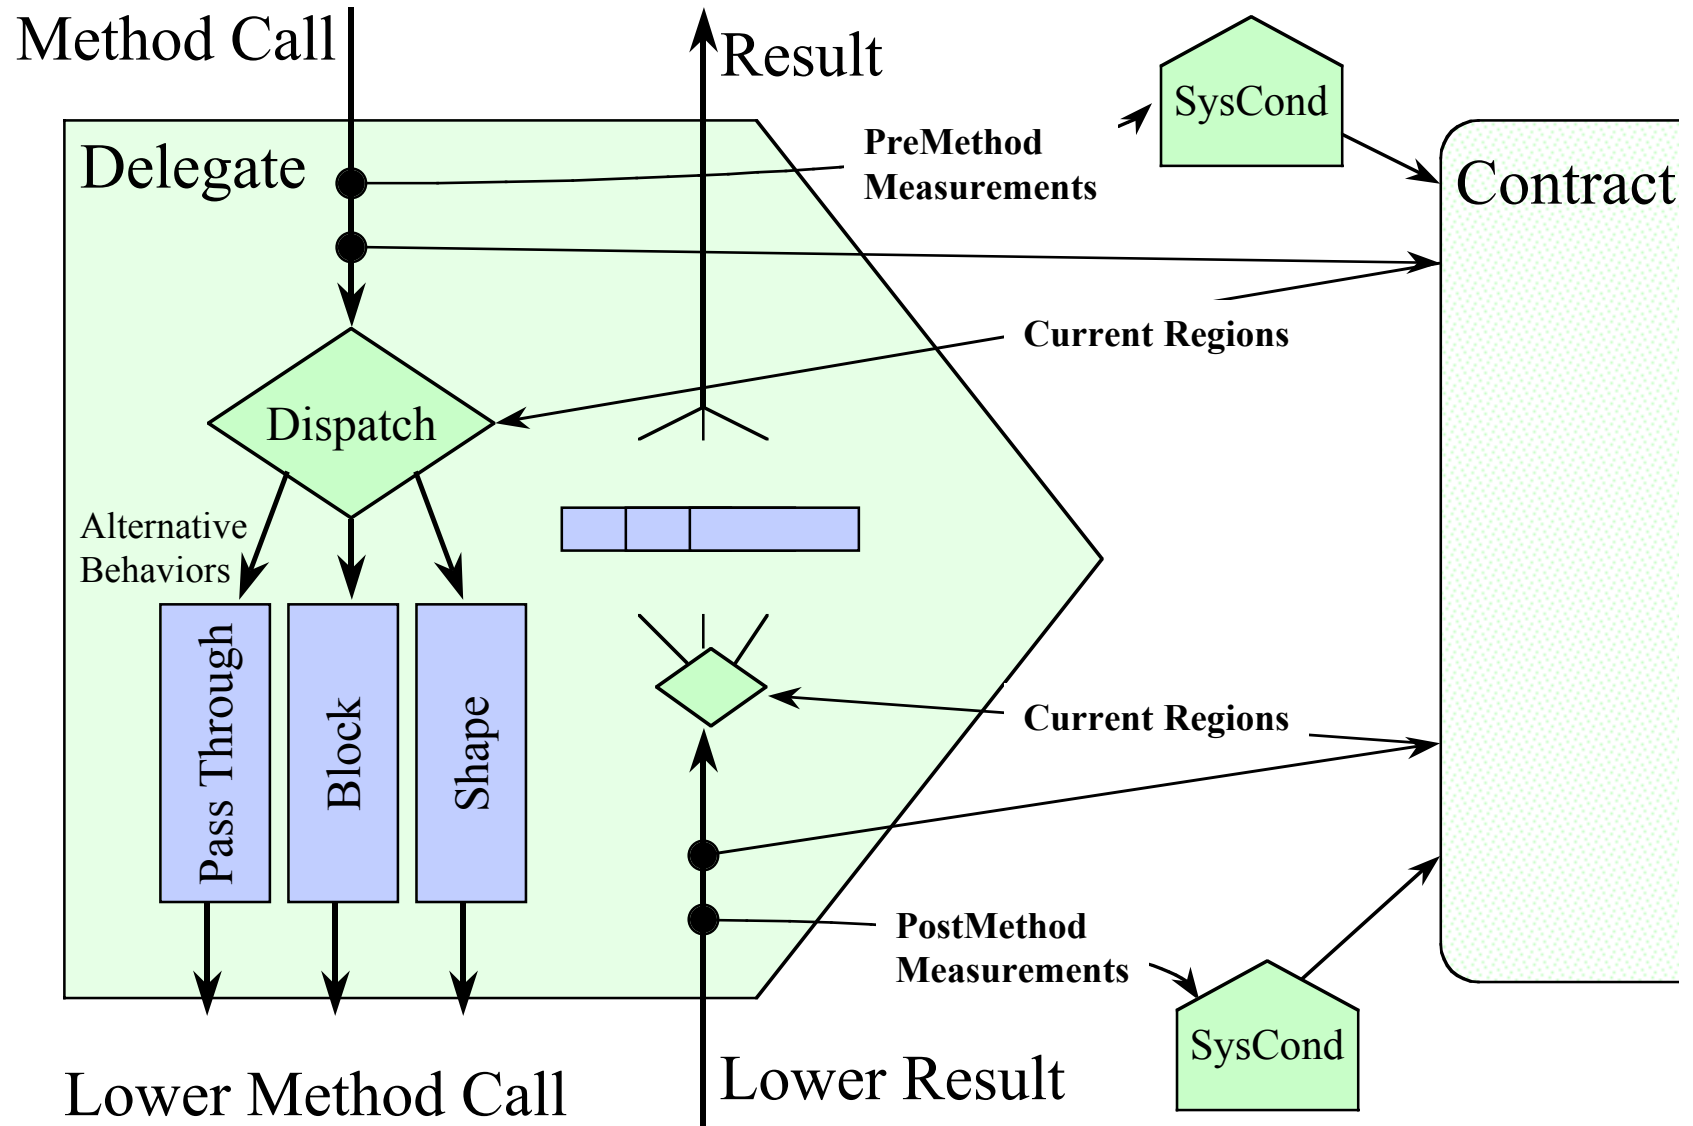 Method Call
Result
SysCond
PreMethod
Measurements
Delegate
Contract
Current Regions
Dispatch
Alternative
Behaviors
Pass Through
Block
Shape
Current Regions
PostMethod
Measurements
SysCond
Lower Method Call
Lower Result